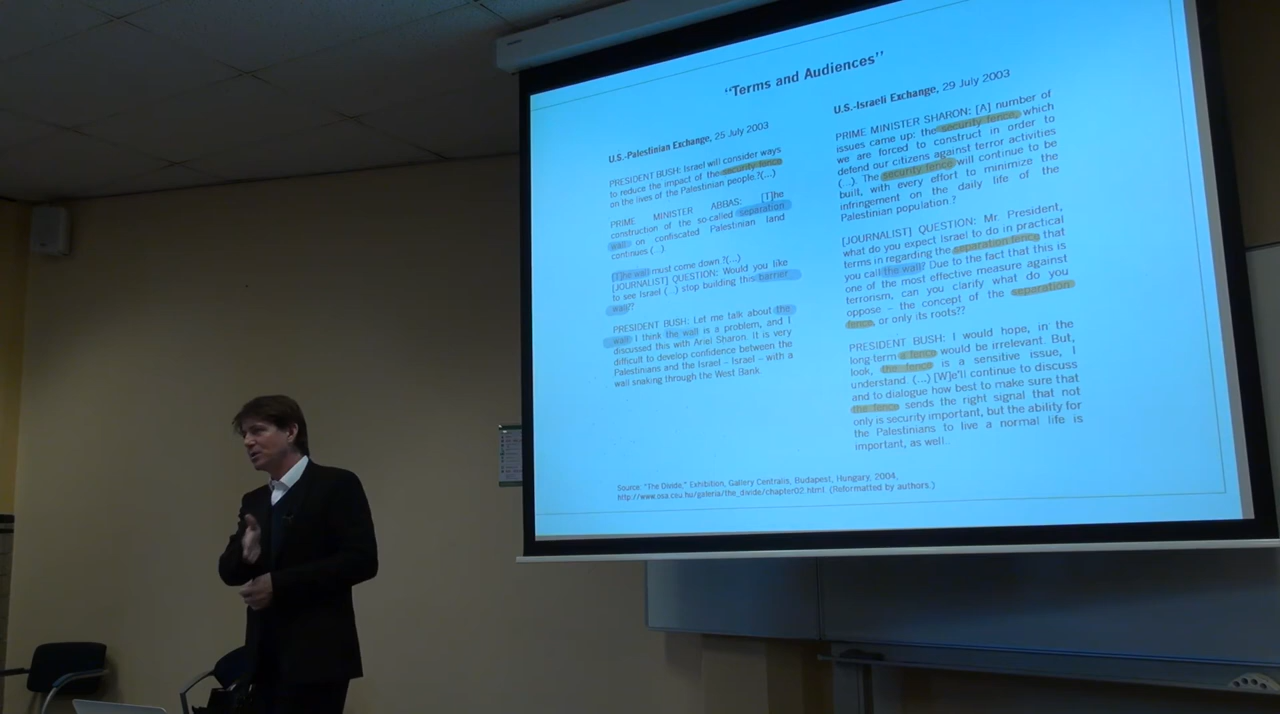 “Terms and Audiences”
U.S.-Palestinian Exchange, 25 July 2003
PRESIDENT BUSH: Israel will consider ways
to reduce the impact of the security fence
on the lives of the Palestinian people.?(...)
PRIME MINISTER ABBAS: [T]he
construction of the so-called separation
wall on confiscated Palestinian land
continues (...).
[T]he wall must come down.?(...)
[JOURNALIST] QUESTION: Would you like
to see Israel (...) stop building this barrier
wall??
PRESIDENT BUSH: Let me talk about the
wall I think the wall is a problem, and I
discussed this with Ariel Sharon. It is very
difficult to develop confidence between the
Palestinians and the Israel – Israel – with a
wall snaking through the West Bank.
U.S.-Israeli Exchange, 29 July 2003
PRIME MINISTER SHARON: [A] number of
issues came up: the security fence, which
we are forced to construct in order to
defend our citizens against terror activities
(...). The security fence will continue to be
built, with every effort to minimize the
infringement on the daily life of the
Palestinian population.?
[JOURNALIST] QUESTION: Mr. President,
what do you expect Israel to do in practical
terms in regarding the separation fence that
you call the wall? Due to the fact that this is
one of the most effective measure against
terrorism, can you clarify what do you
oppose – the concept of the separation
fence, or only its roots??
PRESIDENT BUSH: I would hope, in the
long-term a fence would be irrelevant. But,
look, the fence is a sensitive issue, I
understand. (...) [W]e'll continue to discuss
and to dialogue how best to make sure that
the fence sends the right signal that not
only is security important, but the ability for
the Palestinians to live a normal life is
important, as well.
Source: “The Divide,” Exhibition, Gallery Centralis, Budapest, Hungary, 2004,
http://www.osa.ceu.hu/galeria/the_divide/chapter02.html. (Reformatted by authors.)